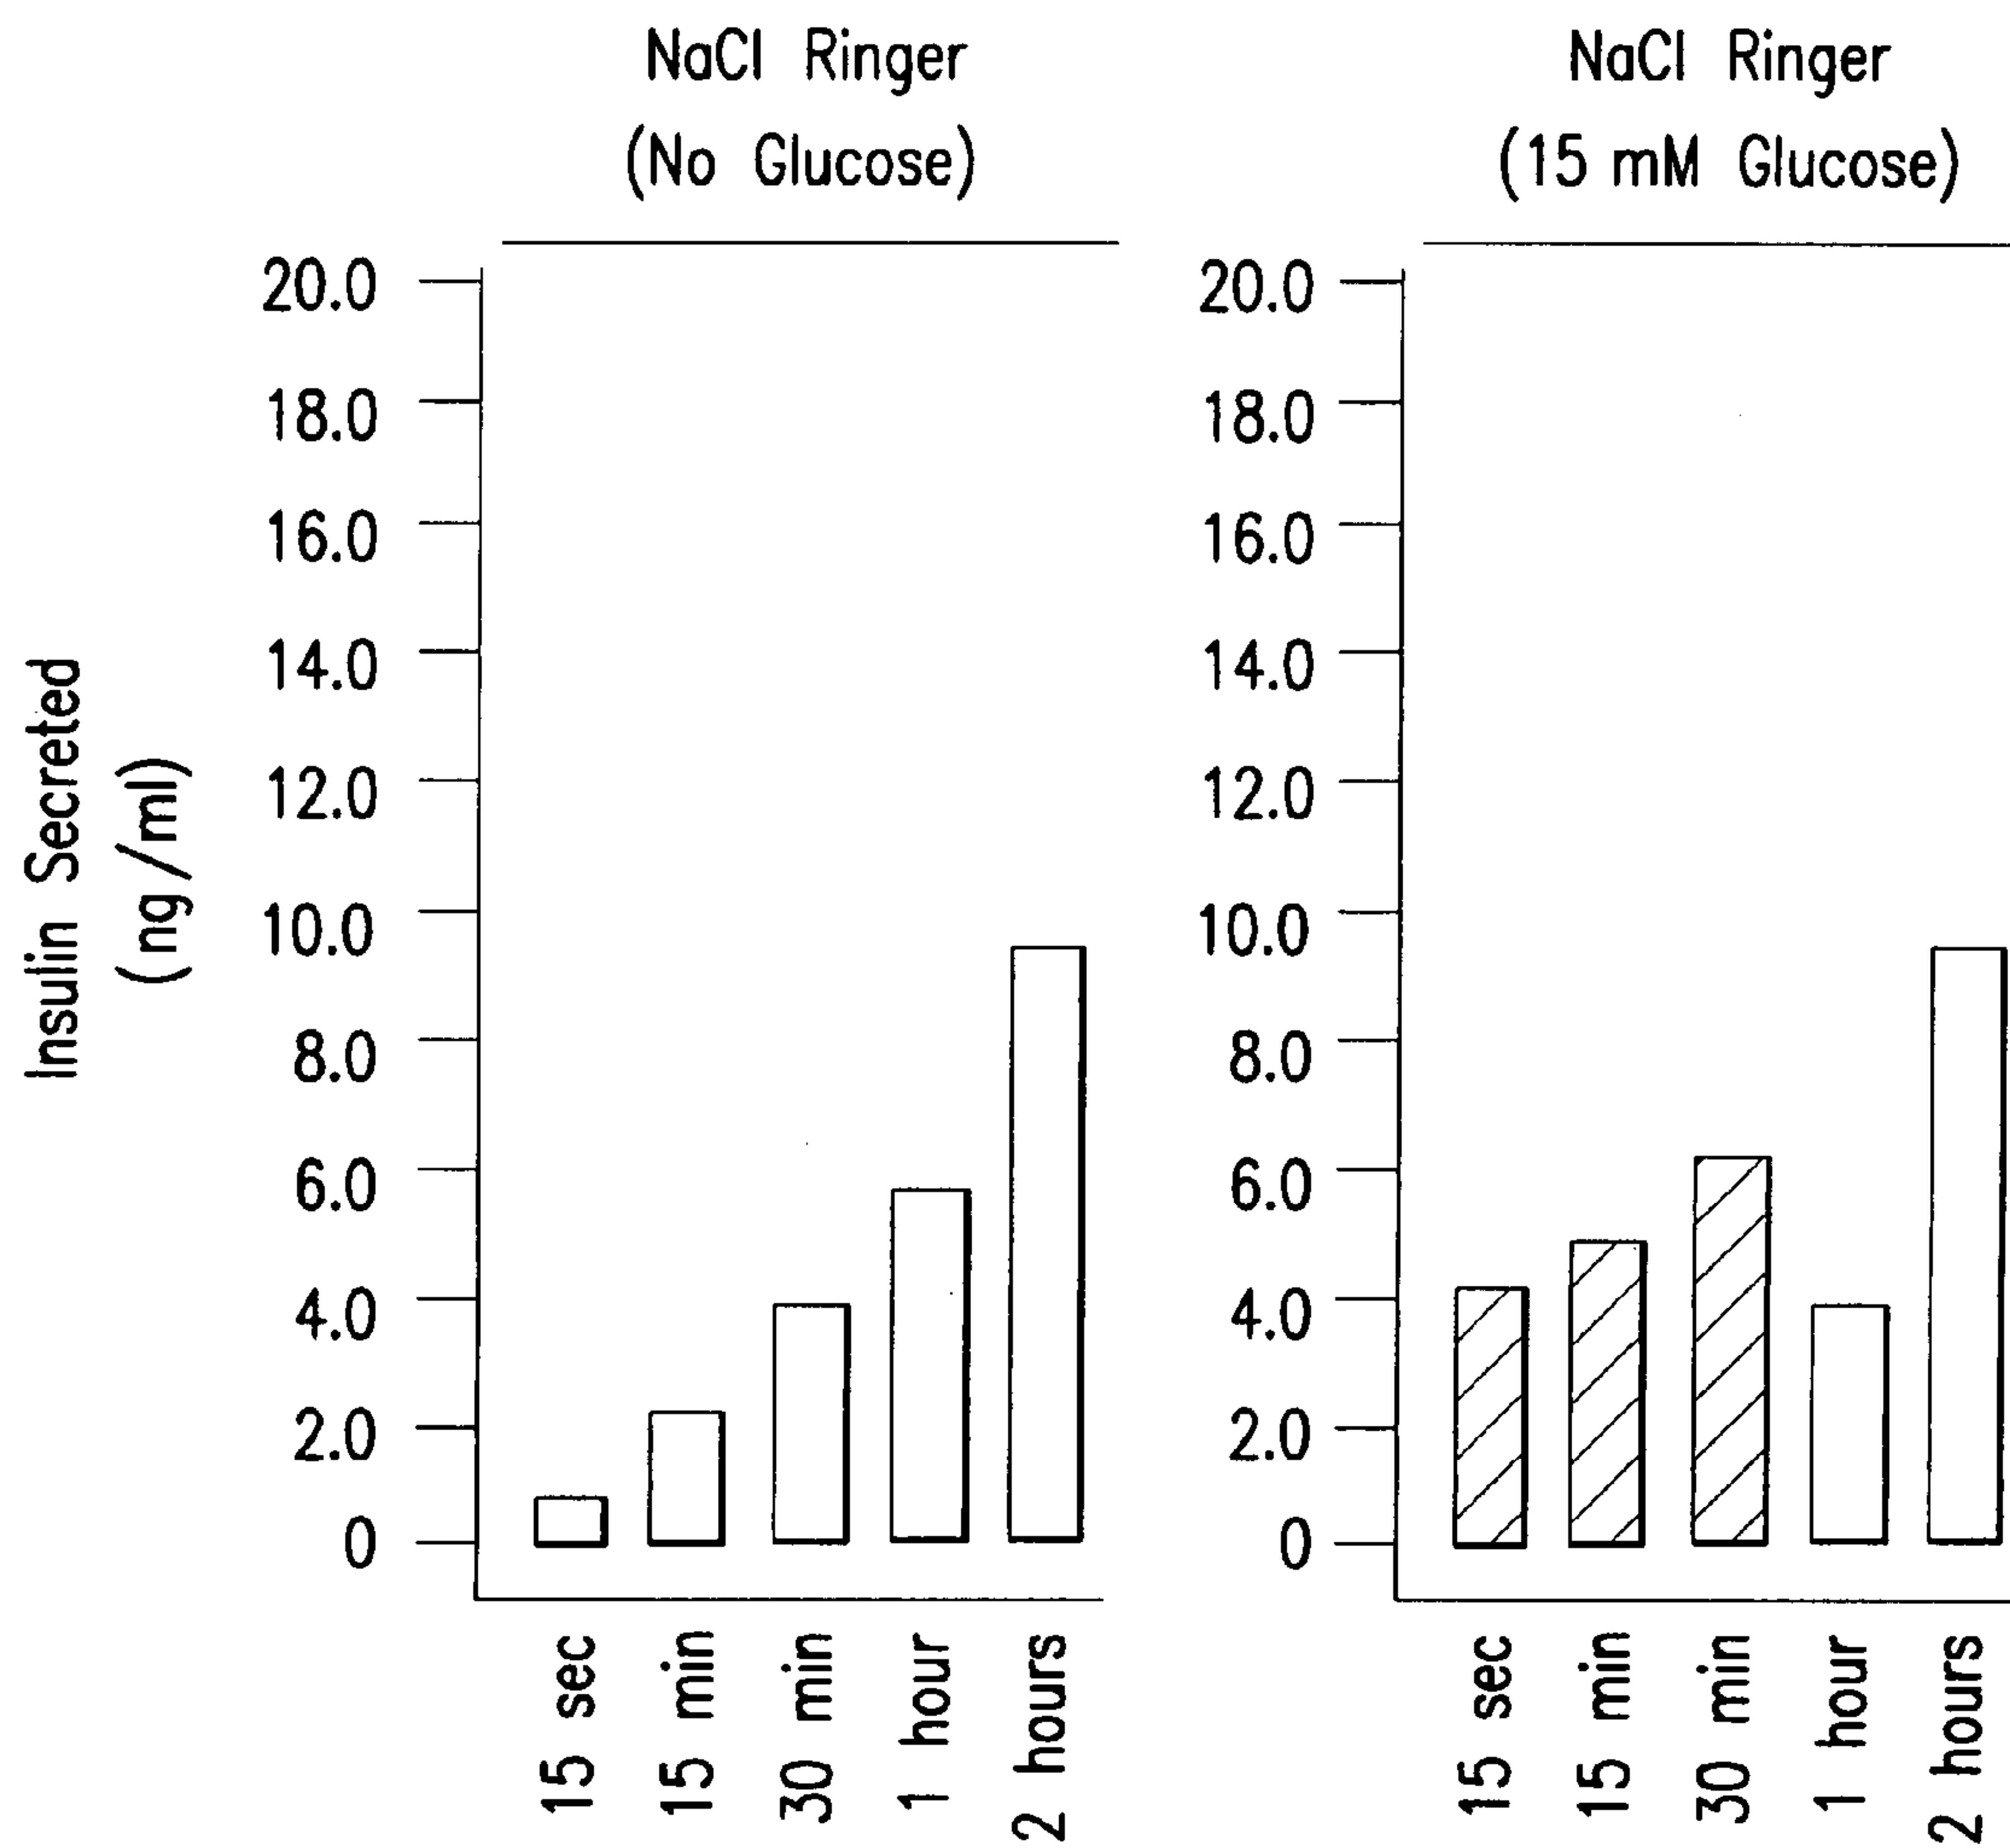 NaCl Ringer
(No Glucose)
NaCl Ringer
(15 mM Glucose)
Insulin Secreted
(ng/ml)
20.0
18.0
16.0
14.0
12.0
10.0
8.0
6.0
4.0
2.0
0
15 sec
15 min
30 min
1 hour
2 hours
20.0
18.0
16.0
14.0
12.0
10.0
8.0
6.0
4.0
2.0
0
15 sec
15 min
30 min
1 hour
2 hours